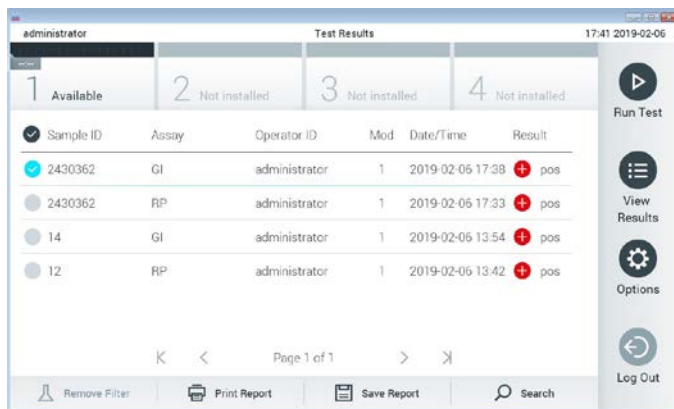 administrator Test Results 17:41 2019-02-06
1 Available 2 Not installed 3 Not installed 4 Not installed
Run Test
Sample ID Assay Operator ID Mod Date/Time Result
2430362 GI administrator 1 2019-02-06 17:38 pos
2430362 RP administrator 1 2019-02-06 17:33 pos
View
Results
14 GI administrator 1 2019-02-06 13:54 pos
12 RP administrator 1 2019-02-06 13:42 pos
Options
Page 1 of 1
Log Out
Remove Filter Print Report Save Report Search